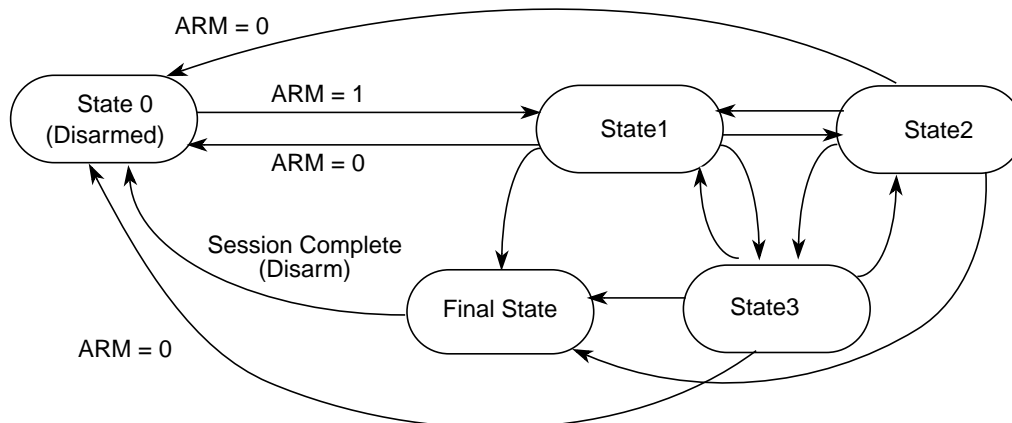 ARM = 0
State 0
(Disarmed)
ARM = 1
State1
State2
ARM = 0
Session Complete
(Disarm)
Final State
State3
ARM = 0